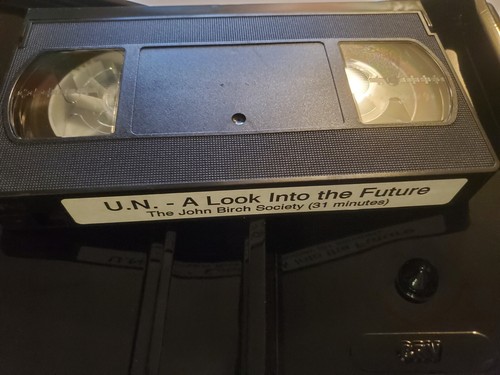 U.N. - A Look Into the Future
The John Birch Society (31 minutes)